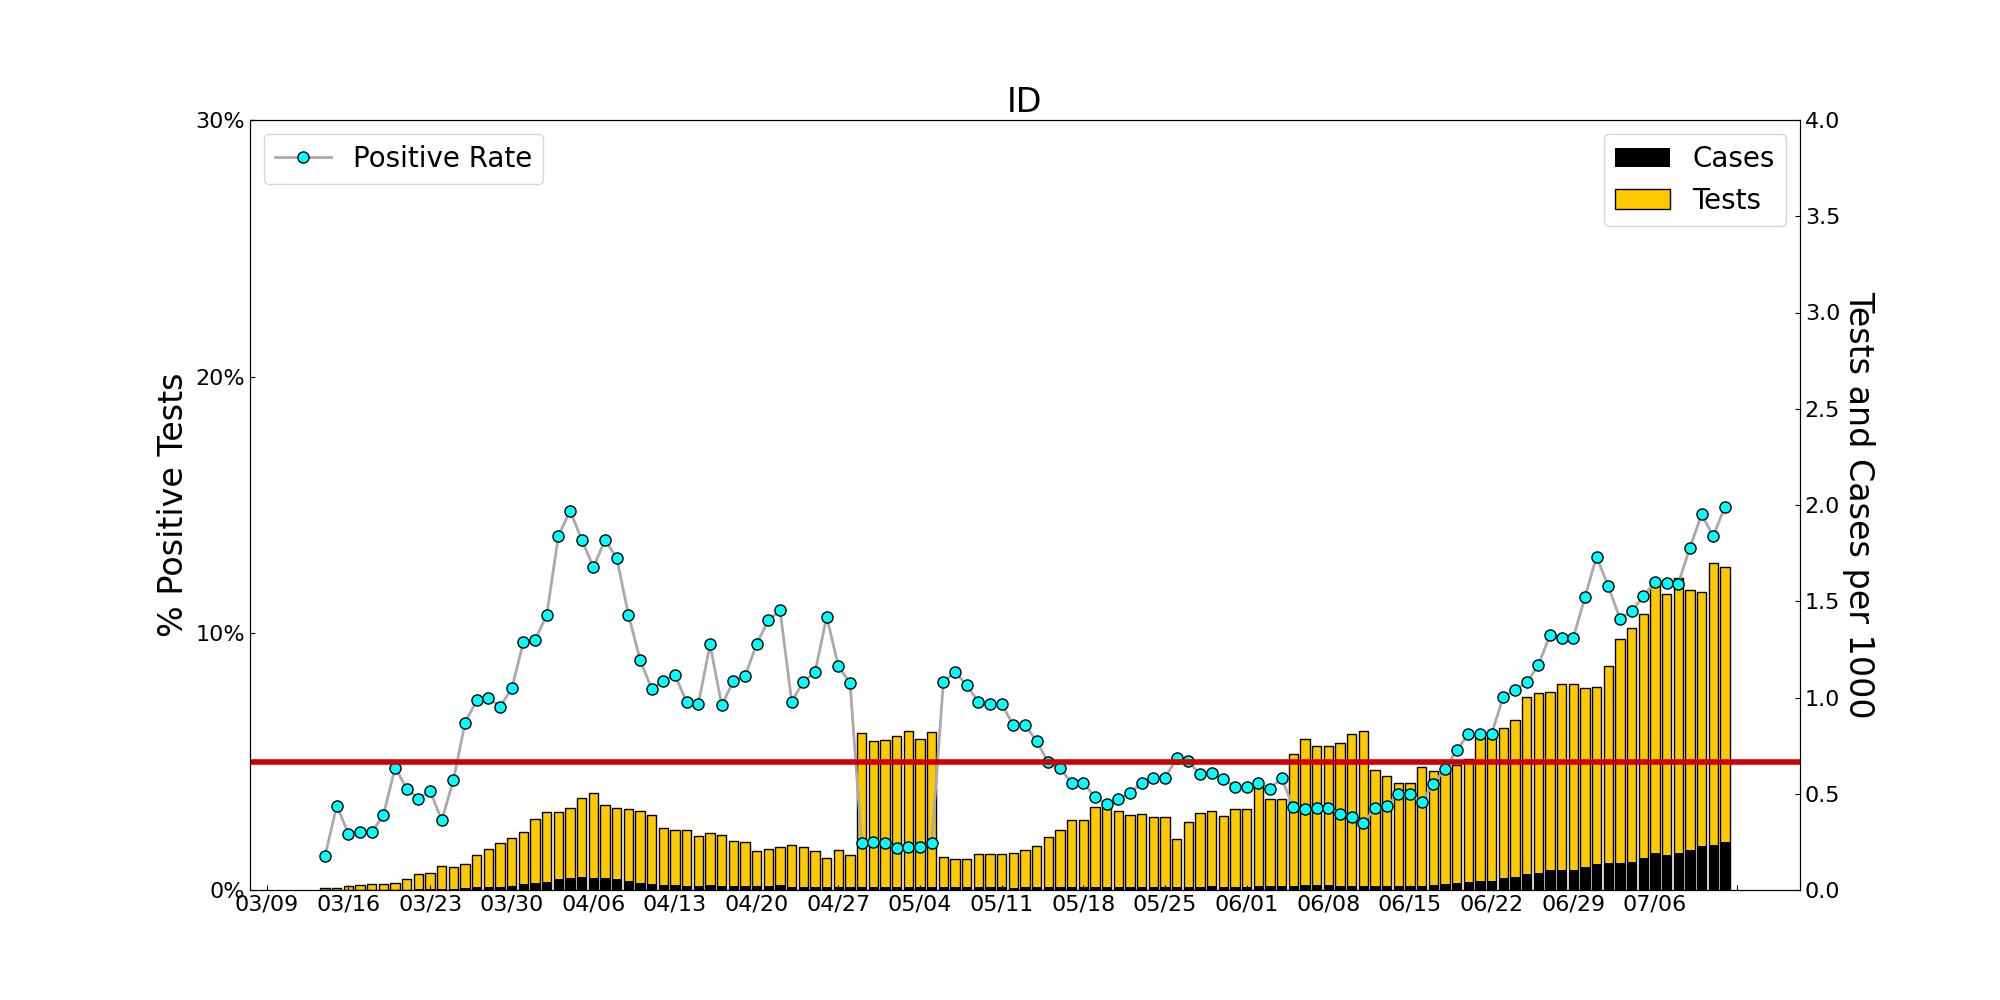 ID
30%
20%
10%
0%
% Positive Tests
Positive Rate
Cases
Tests
4.0
3.5
3.0
2.5
2.0
1.5
1.0
0.5
0.0
Tests and Cases per 1000
03/09 03/16 03/23 03/30 04/06 04/13 04/20 04/27 05/04 05/11 05/18 05/25 06/01 06/08 06/15 06/22 06/29 07/06